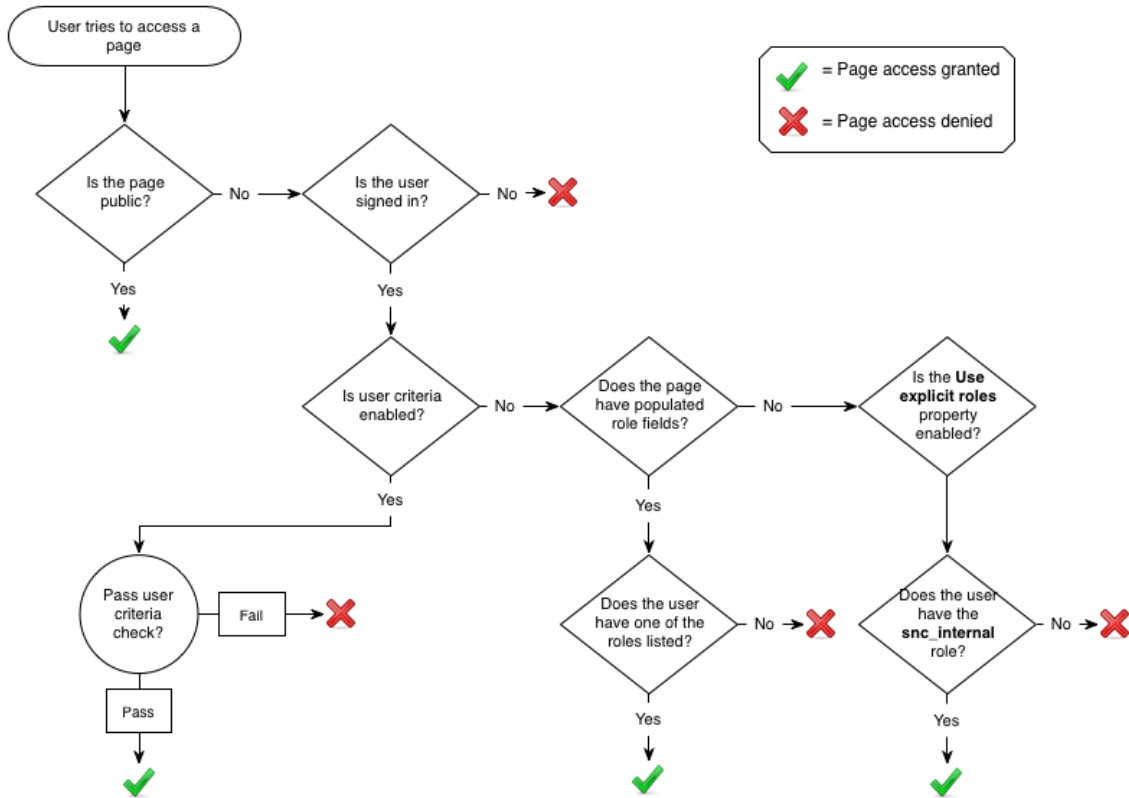 User tries to access a
page
= Page access granted
= Page access denied
Is the page
public?
No
Is the user
signed in?
No
Yes
Yes
Is user criteria
enabled?
No
Does the page
have populated
role fields?
No
Is the Use
explicit roles
property
enabled?
Yes
Yes
Pass user
criteria
check?
Fail
Does the user
have one of the
roles listed?
No
Does the user
have the
snc_internal
role?
No
Pass
Yes
Yes